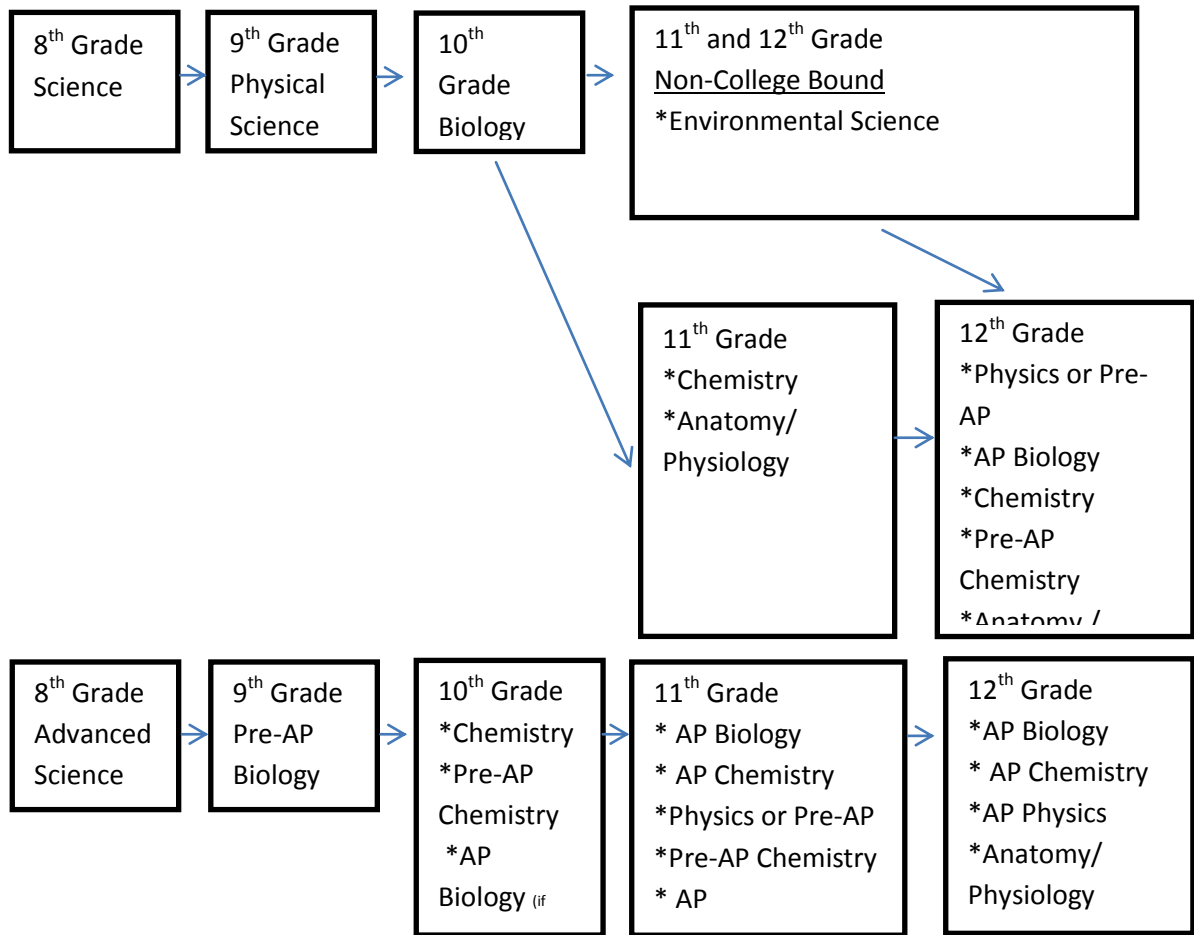 8th Grade
Science
9th Grade
Physical
Science
10th
Grade
Biology
11th and 12th Grade
Non-College Bound
*Environmental Science
11th Grade
*Chemistry
*Anatomy/
Physiology
12th Grade
*Physics or Pre-
AP
*AP Biology
*Chemistry
*Pre-AP
Chemistry
*Anatomy /
8th Grade
Advanced
Science
9th Grade
Pre-AP
Biology
10th Grade
*Chemistry
*Pre-AP
Chemistry
*AP
Biology (if
11th Grade
* AP Biology
* AP Chemistry
*Physics or Pre-AP
*Pre-AP Chemistry
* AP
12th Grade
*AP Biology
* AP Chemistry
*AP Physics
*Anatomy/
Physiology